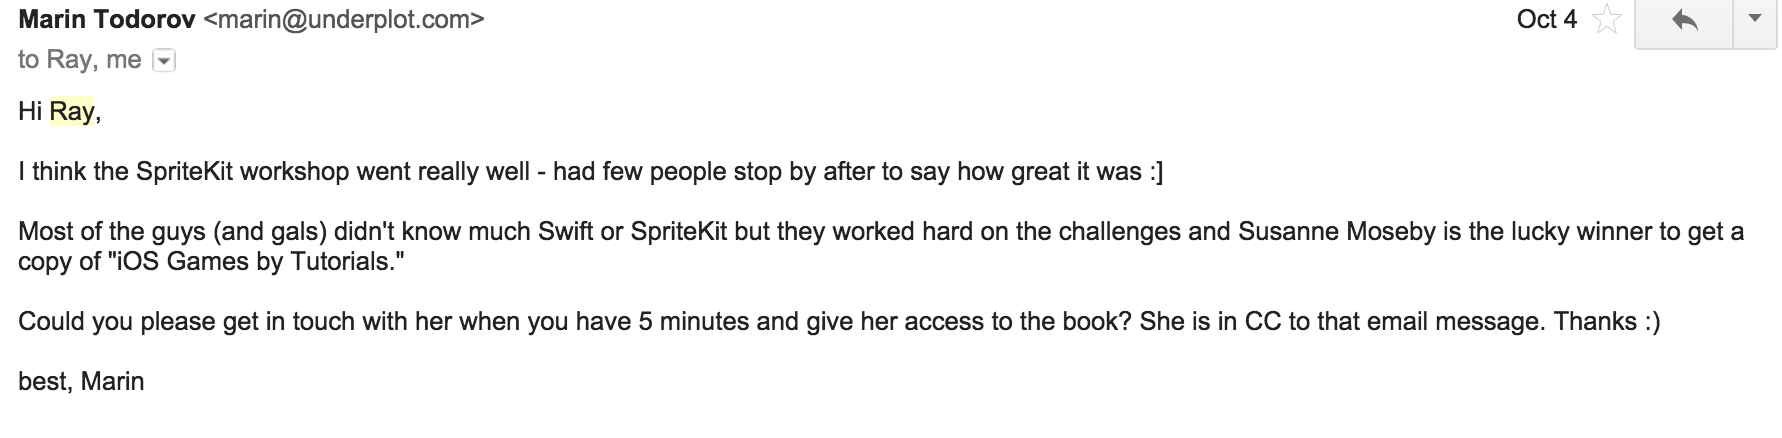 Marin Todorov <marin@underplot.com> Oct 4
to Ray, me
Hi Ray,
I think the SpriteKit workshop went really well - had few people stop by after to say how great it was :]
Most of the guys (and gals) didn't know much Swift or SpriteKit but they worked hard on the challenges and Susanne Moseby is the lucky winner to get a
copy of "iOS Games by Tutorials."
Could you please get in touch with her when you have 5 minutes and give her access to the book? She is in CC to that email message. Thanks :)
best, Marin